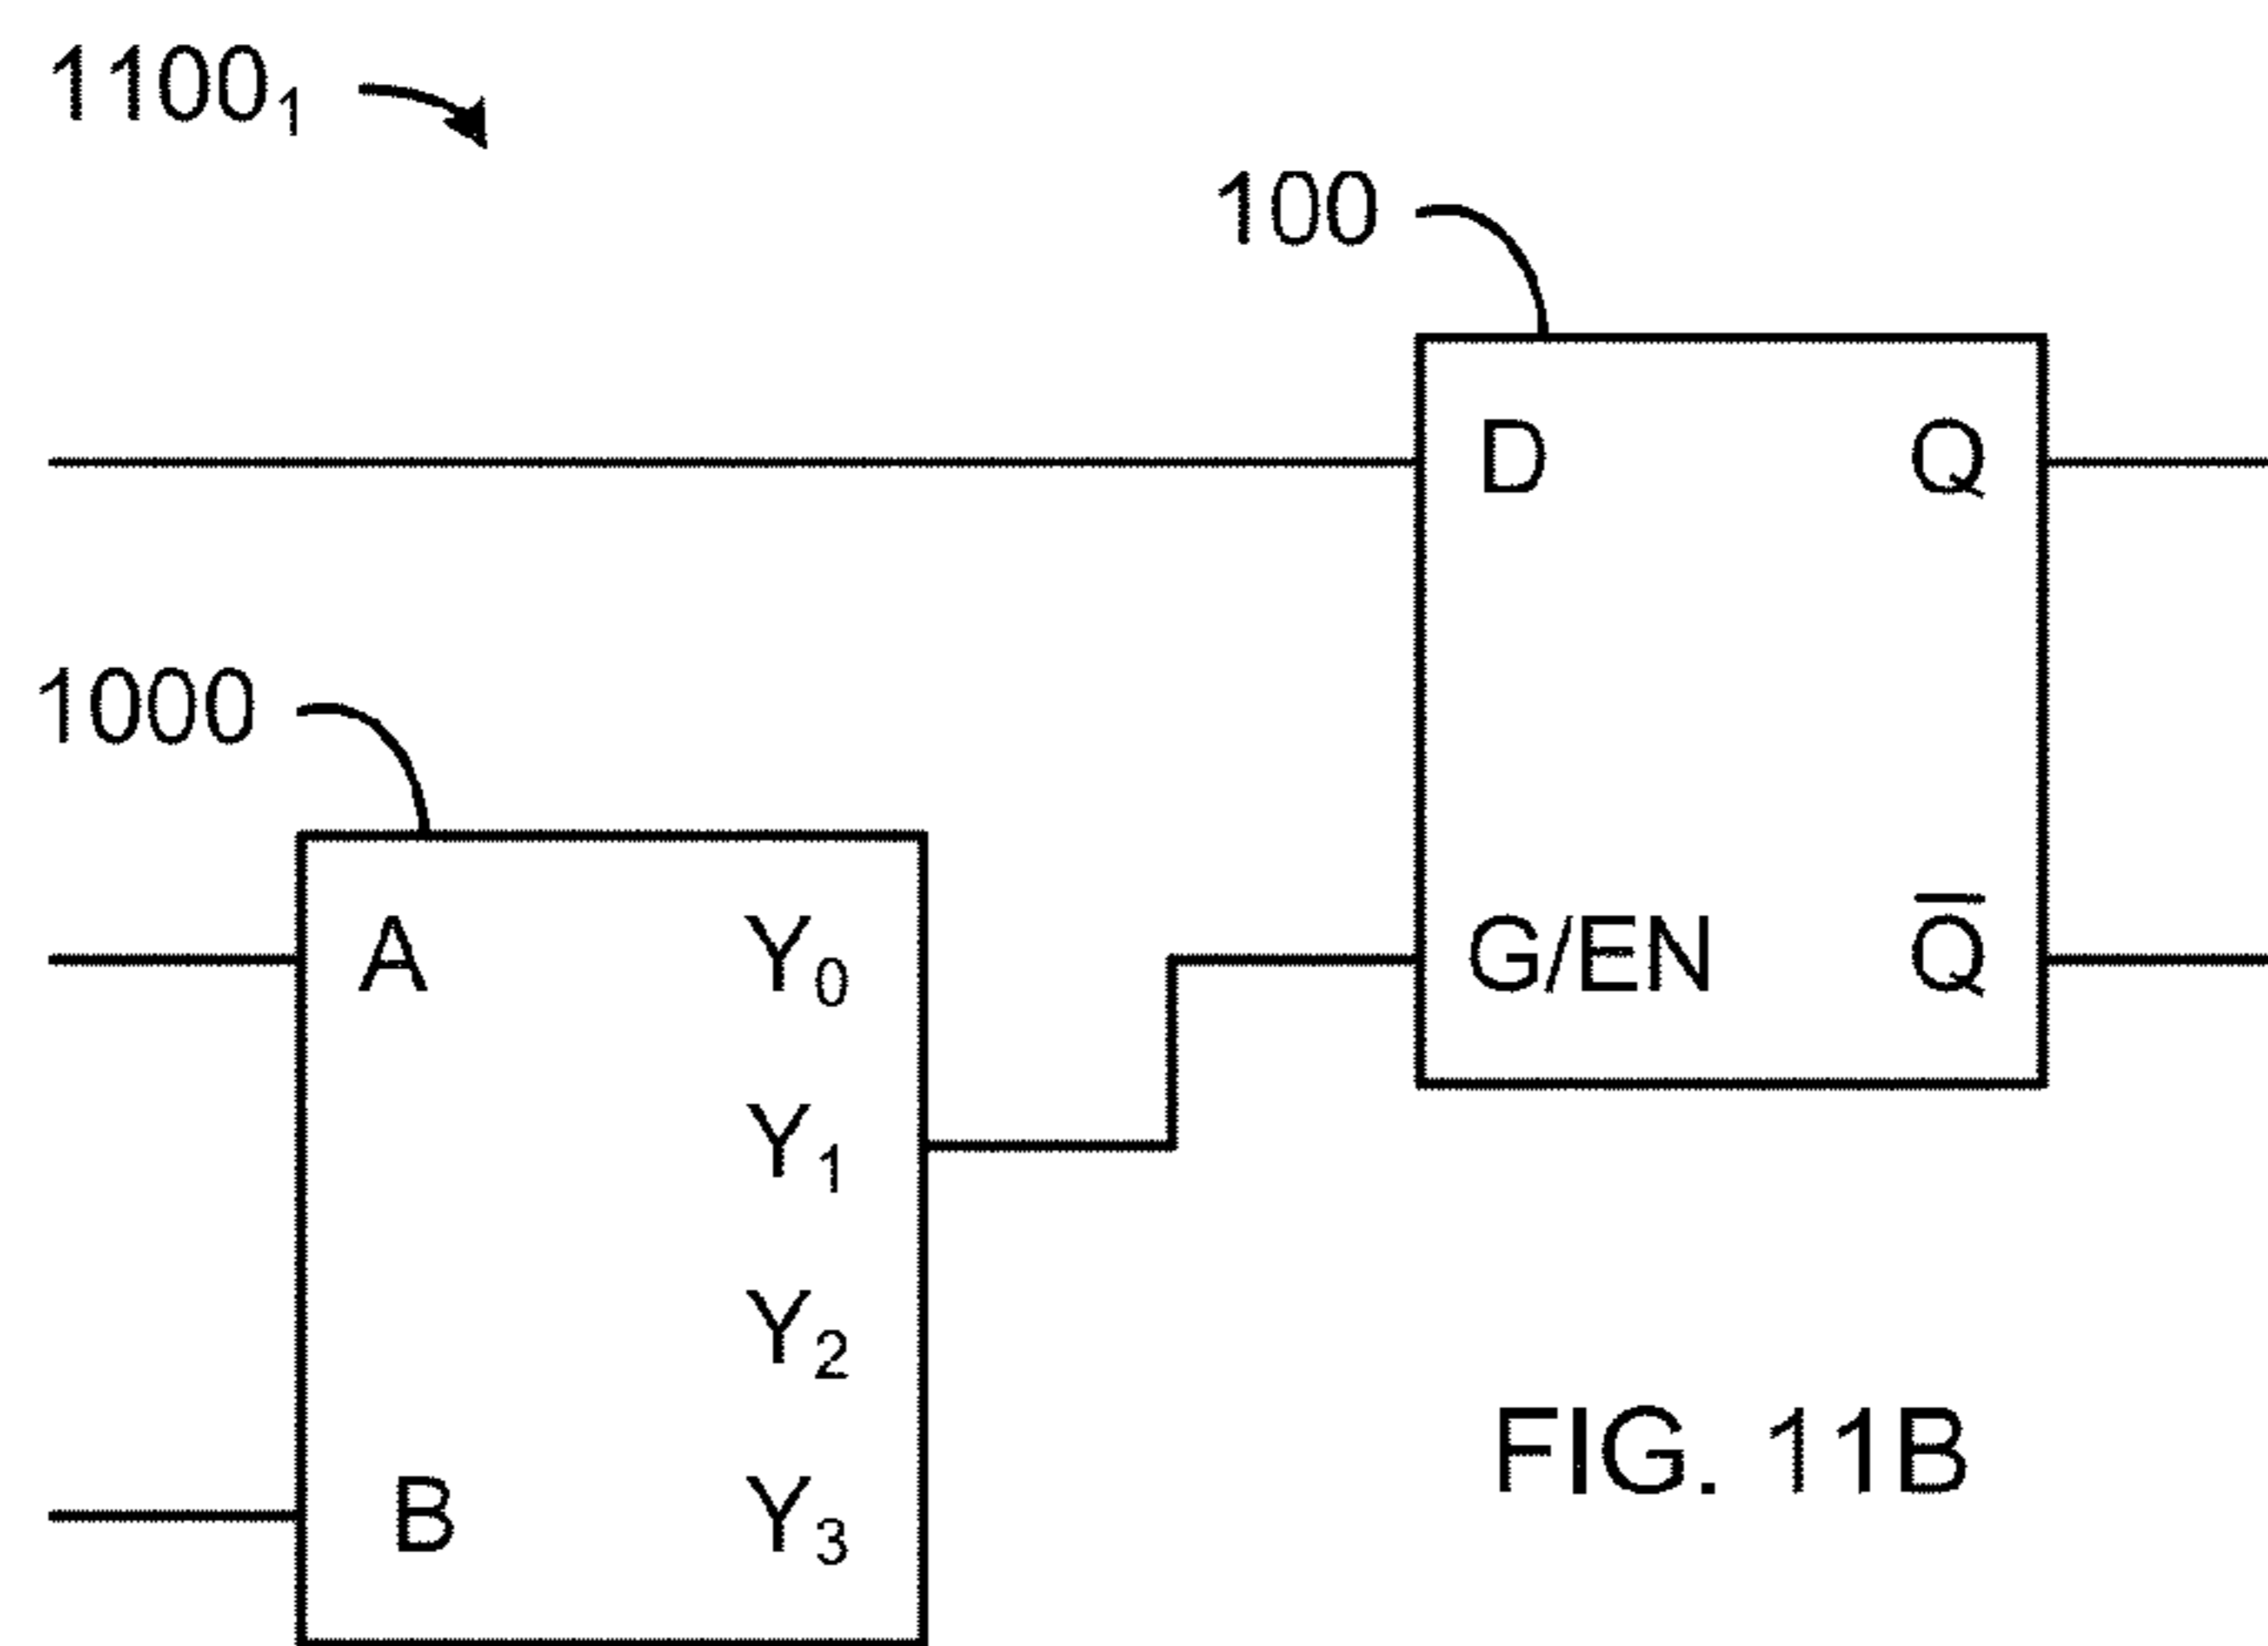 1100₁
100
D Q
1000
A Y₀ G/EN Q̅
Y₁
Y₂
FIG. 11B
B Y₃